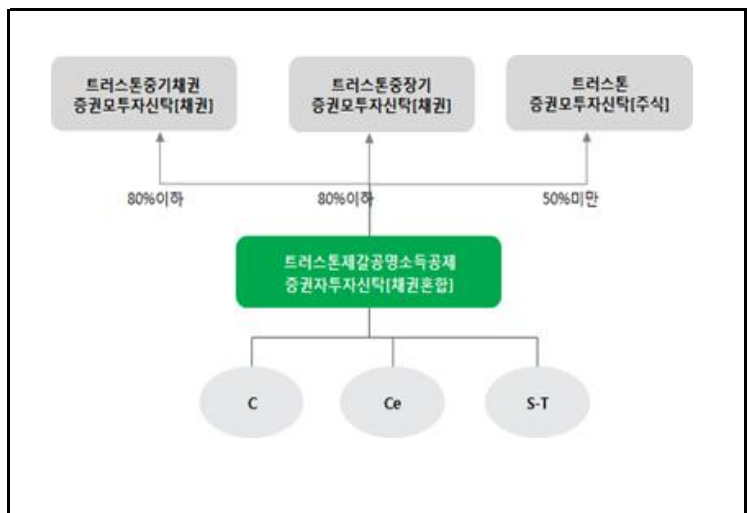 트러스톤중기채권
증권모투자신탁[채권]
트러스톤중장기
증권모투자신탁[채권]
트러스톤
증권모투자신탁[주식]
80%이하
80%이하
50%미만
트러스톤제갈공명소득공제
증권자투자신탁[채권혼합]
C
Ce
S-T